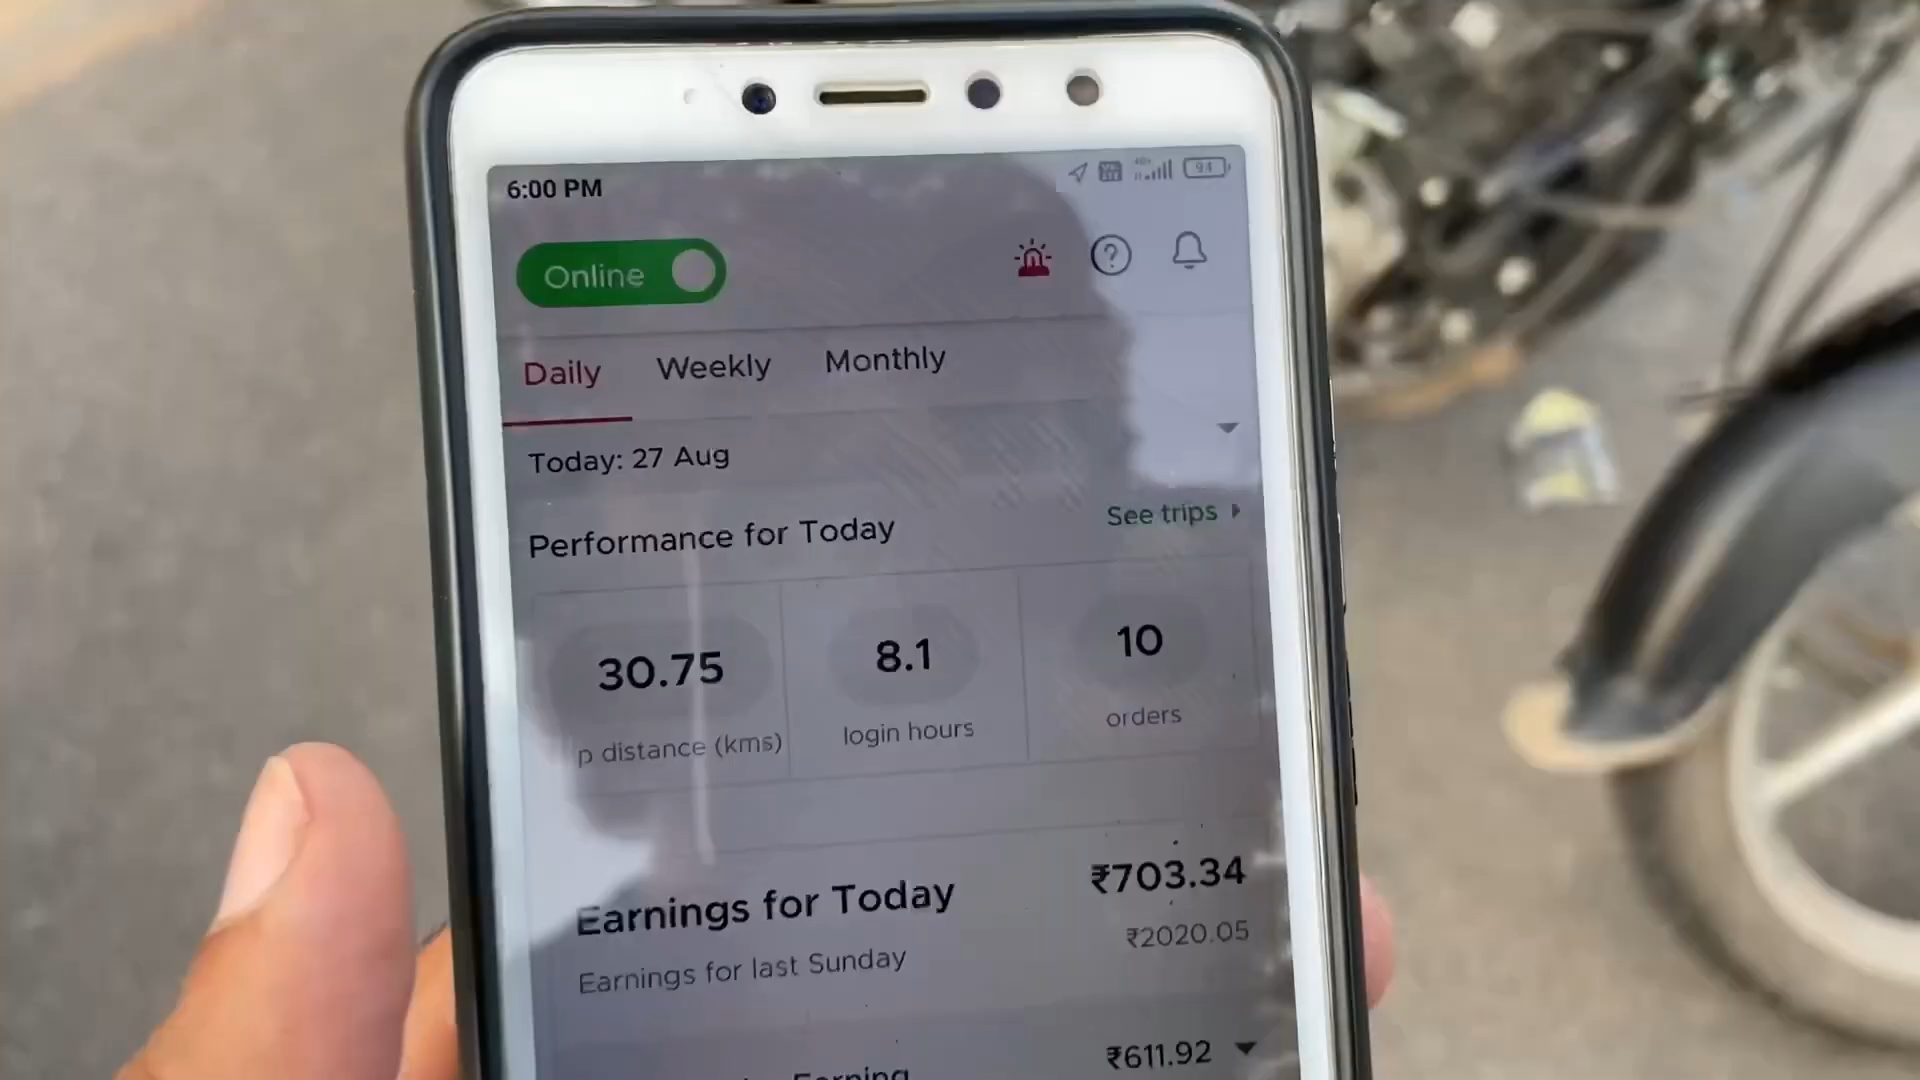 6:00 PM
94
Online
Daily Weekly Monthly
Today: 27 Aug
Performance for Today See trips
30.75 8.1 10
p distance (kms) login hours orders
Earnings for Today ₹703.34
Earnings for last Sunday ₹2020.05
Earning ₹611.92